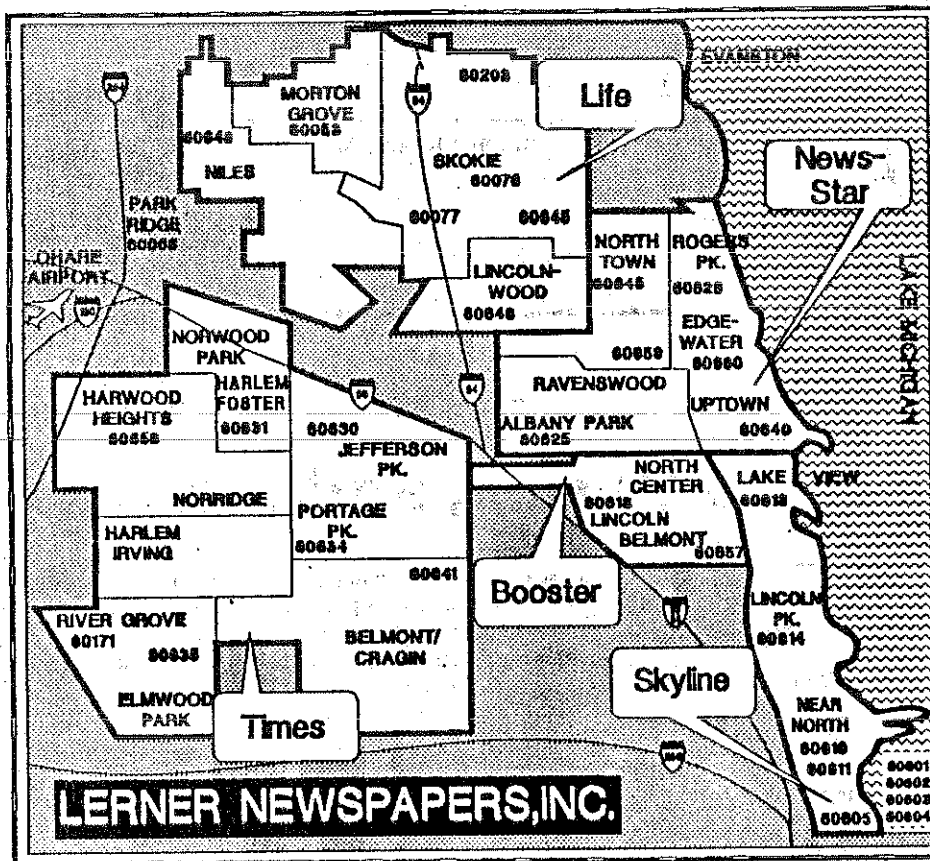 EVANSTON
60203
Life
MORTON
GROVE
60053
60648
NILES
SKOKIE
60076
News-
Star
PARK
RIDGE
60068
60077
60645
NORTH
TOWN
60645
ROGERS
PK.
60626
OHARE
AIRPORT
LINCOLN-
WOOD
60646
LAKE MICHIGAN
NORWOOD
PARK
EDGE-
WATER
60660
60659
HARWOOD
HEIGHTS
60656
HARLEM
FOSTER
60631
RAVENSWOOD
UPTOWN
60640
ALBANY PARK
60625
60630
JEFFERSON
PK.
NORTH
CENTER
60618
LAKE VIEW
60613
NORRIDGE
PORTAGE
PK.
60634
LINCOLN
BELMONT
60657
HARLEM
IRVING
60641
Booster
LINCOLN
PK.
60614
RIVER GROVE
60171
60635
BELMONT/
CRAGIN
ELMWOOD
PARK
Times
Skyline
NEAR
NORTH
60610
60611
60601
60602
60603
60604
60605
LERNER NEWSPAPERS,INC.